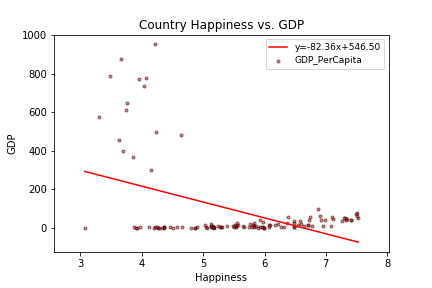 Country Happiness vs. GDP
y=-82.36x+546.50
GDP_PerCapita
1000
800
600
400
200
0
GDP
3
4
5
6
7
8
Happiness